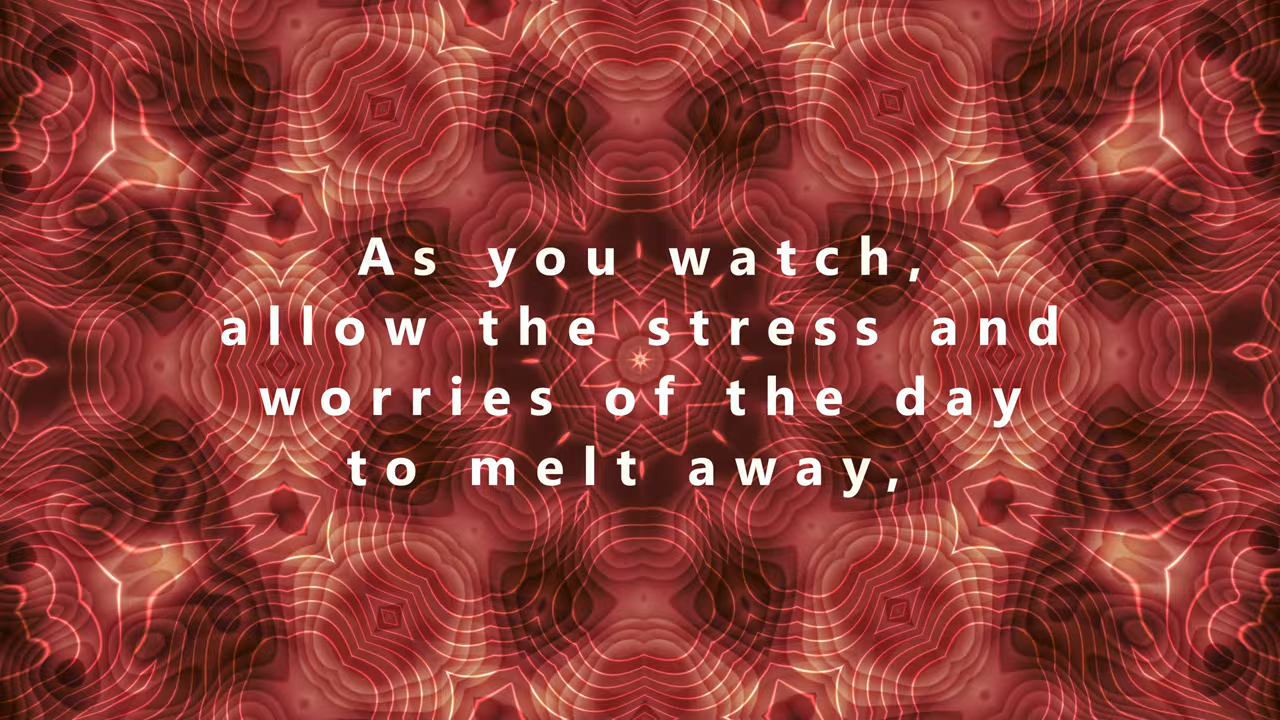 As you watch,
allow the stress and
worries of the day
to melt away,